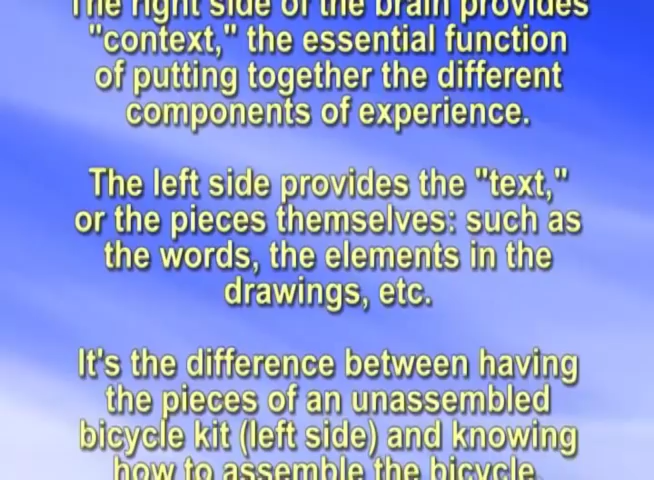 The right side of the brain provides
"context," the essential function
of putting together the different
components of experience.
The left side provides the "text,"
or the pieces themselves: such as
the words, the elements in the
drawings, etc.
It's the difference between having
the pieces of an unassembled
bicycle kit (left side) and knowing
how to assemble the bicycle